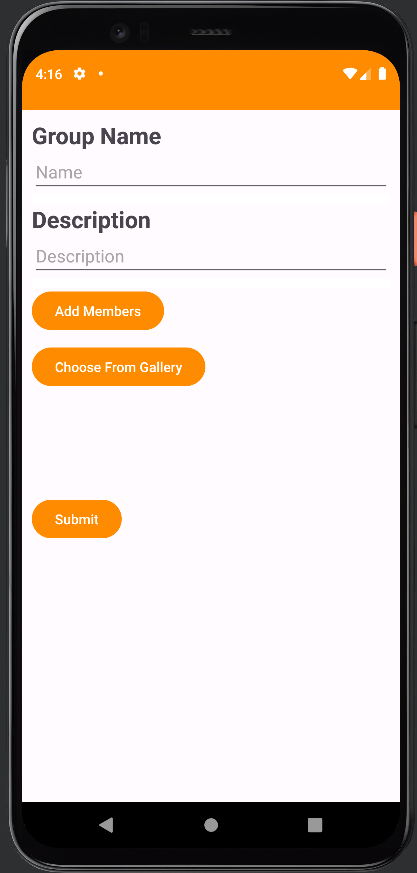 4:16
Group Name
Name
Description
Description
Add Members
Choose From Gallery
Submit